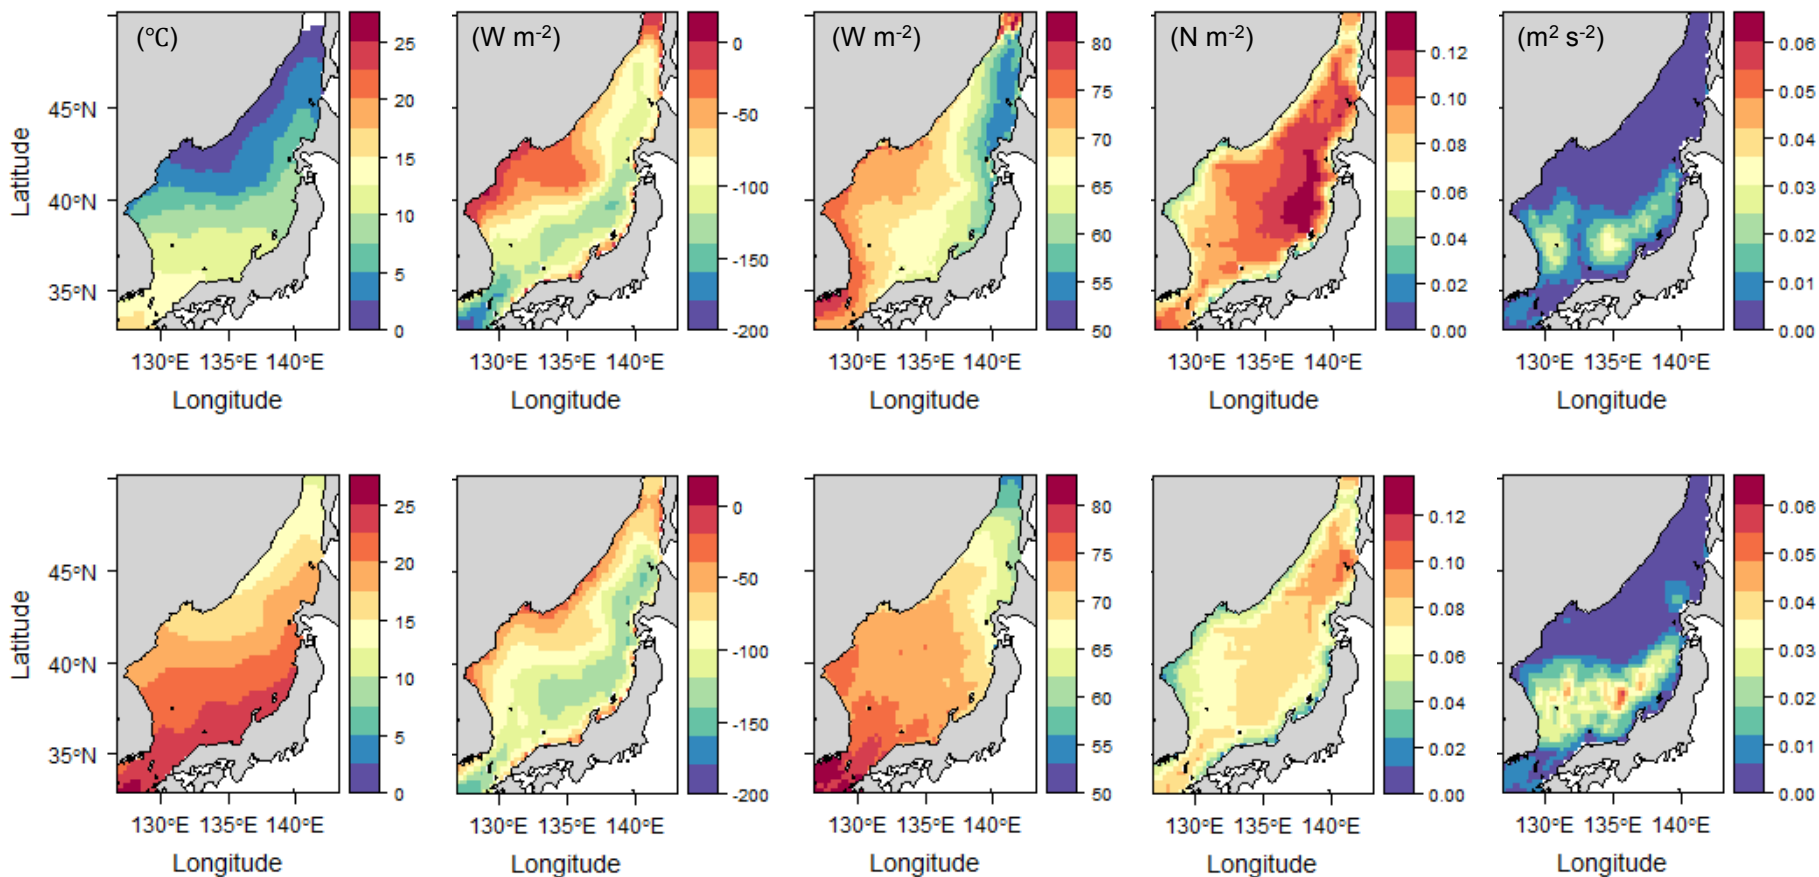 (℃)
(W m-2)
(W m-2)
(N m-2)
(m2 s-2)
Latitude
45°N
40°N
35°N
25
20
15
10
5
0
0
-50
-100
-150
-200
80
75
70
65
60
55
50
0.12
0.10
0.08
0.06
0.04
0.02
0.00
0.06
0.05
0.04
0.03
0.02
0.01
0.00
130°E 135°E 140°E
130°E 135°E 140°E
130°E 135°E 140°E
130°E 135°E 140°E
130°E 135°E 140°E
Longitude
Longitude
Longitude
Longitude
Longitude
Latitude
45°N
40°N
35°N
25
20
15
10
5
0
0
-50
-100
-150
-200
80
75
70
65
60
55
50
0.12
0.10
0.08
0.06
0.04
0.02
0.00
0.06
0.05
0.04
0.03
0.02
0.01
0.00
130°E 135°E 140°E
130°E 135°E 140°E
130°E 135°E 140°E
130°E 135°E 140°E
130°E 135°E 140°E
Longitude
Longitude
Longitude
Longitude
Longitude